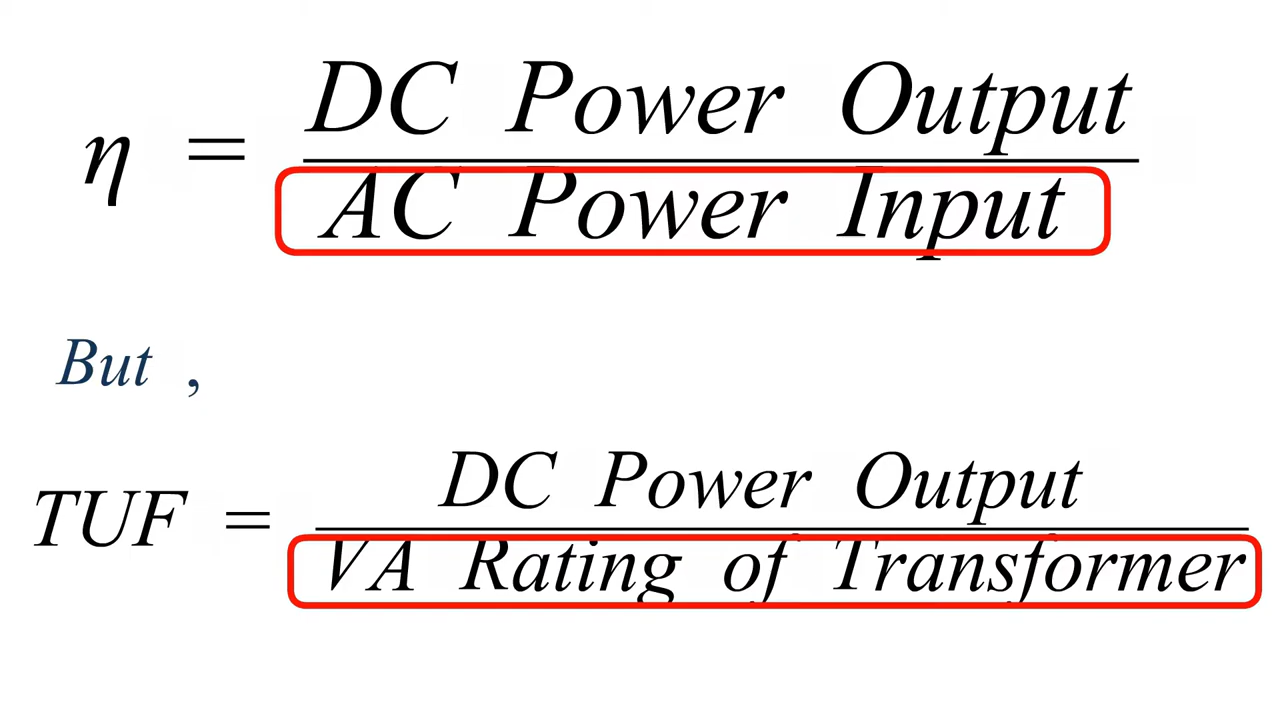 η = DC Power Output
AC Power Input
But ,
TUF = DC Power Output
VA Rating of Transformer